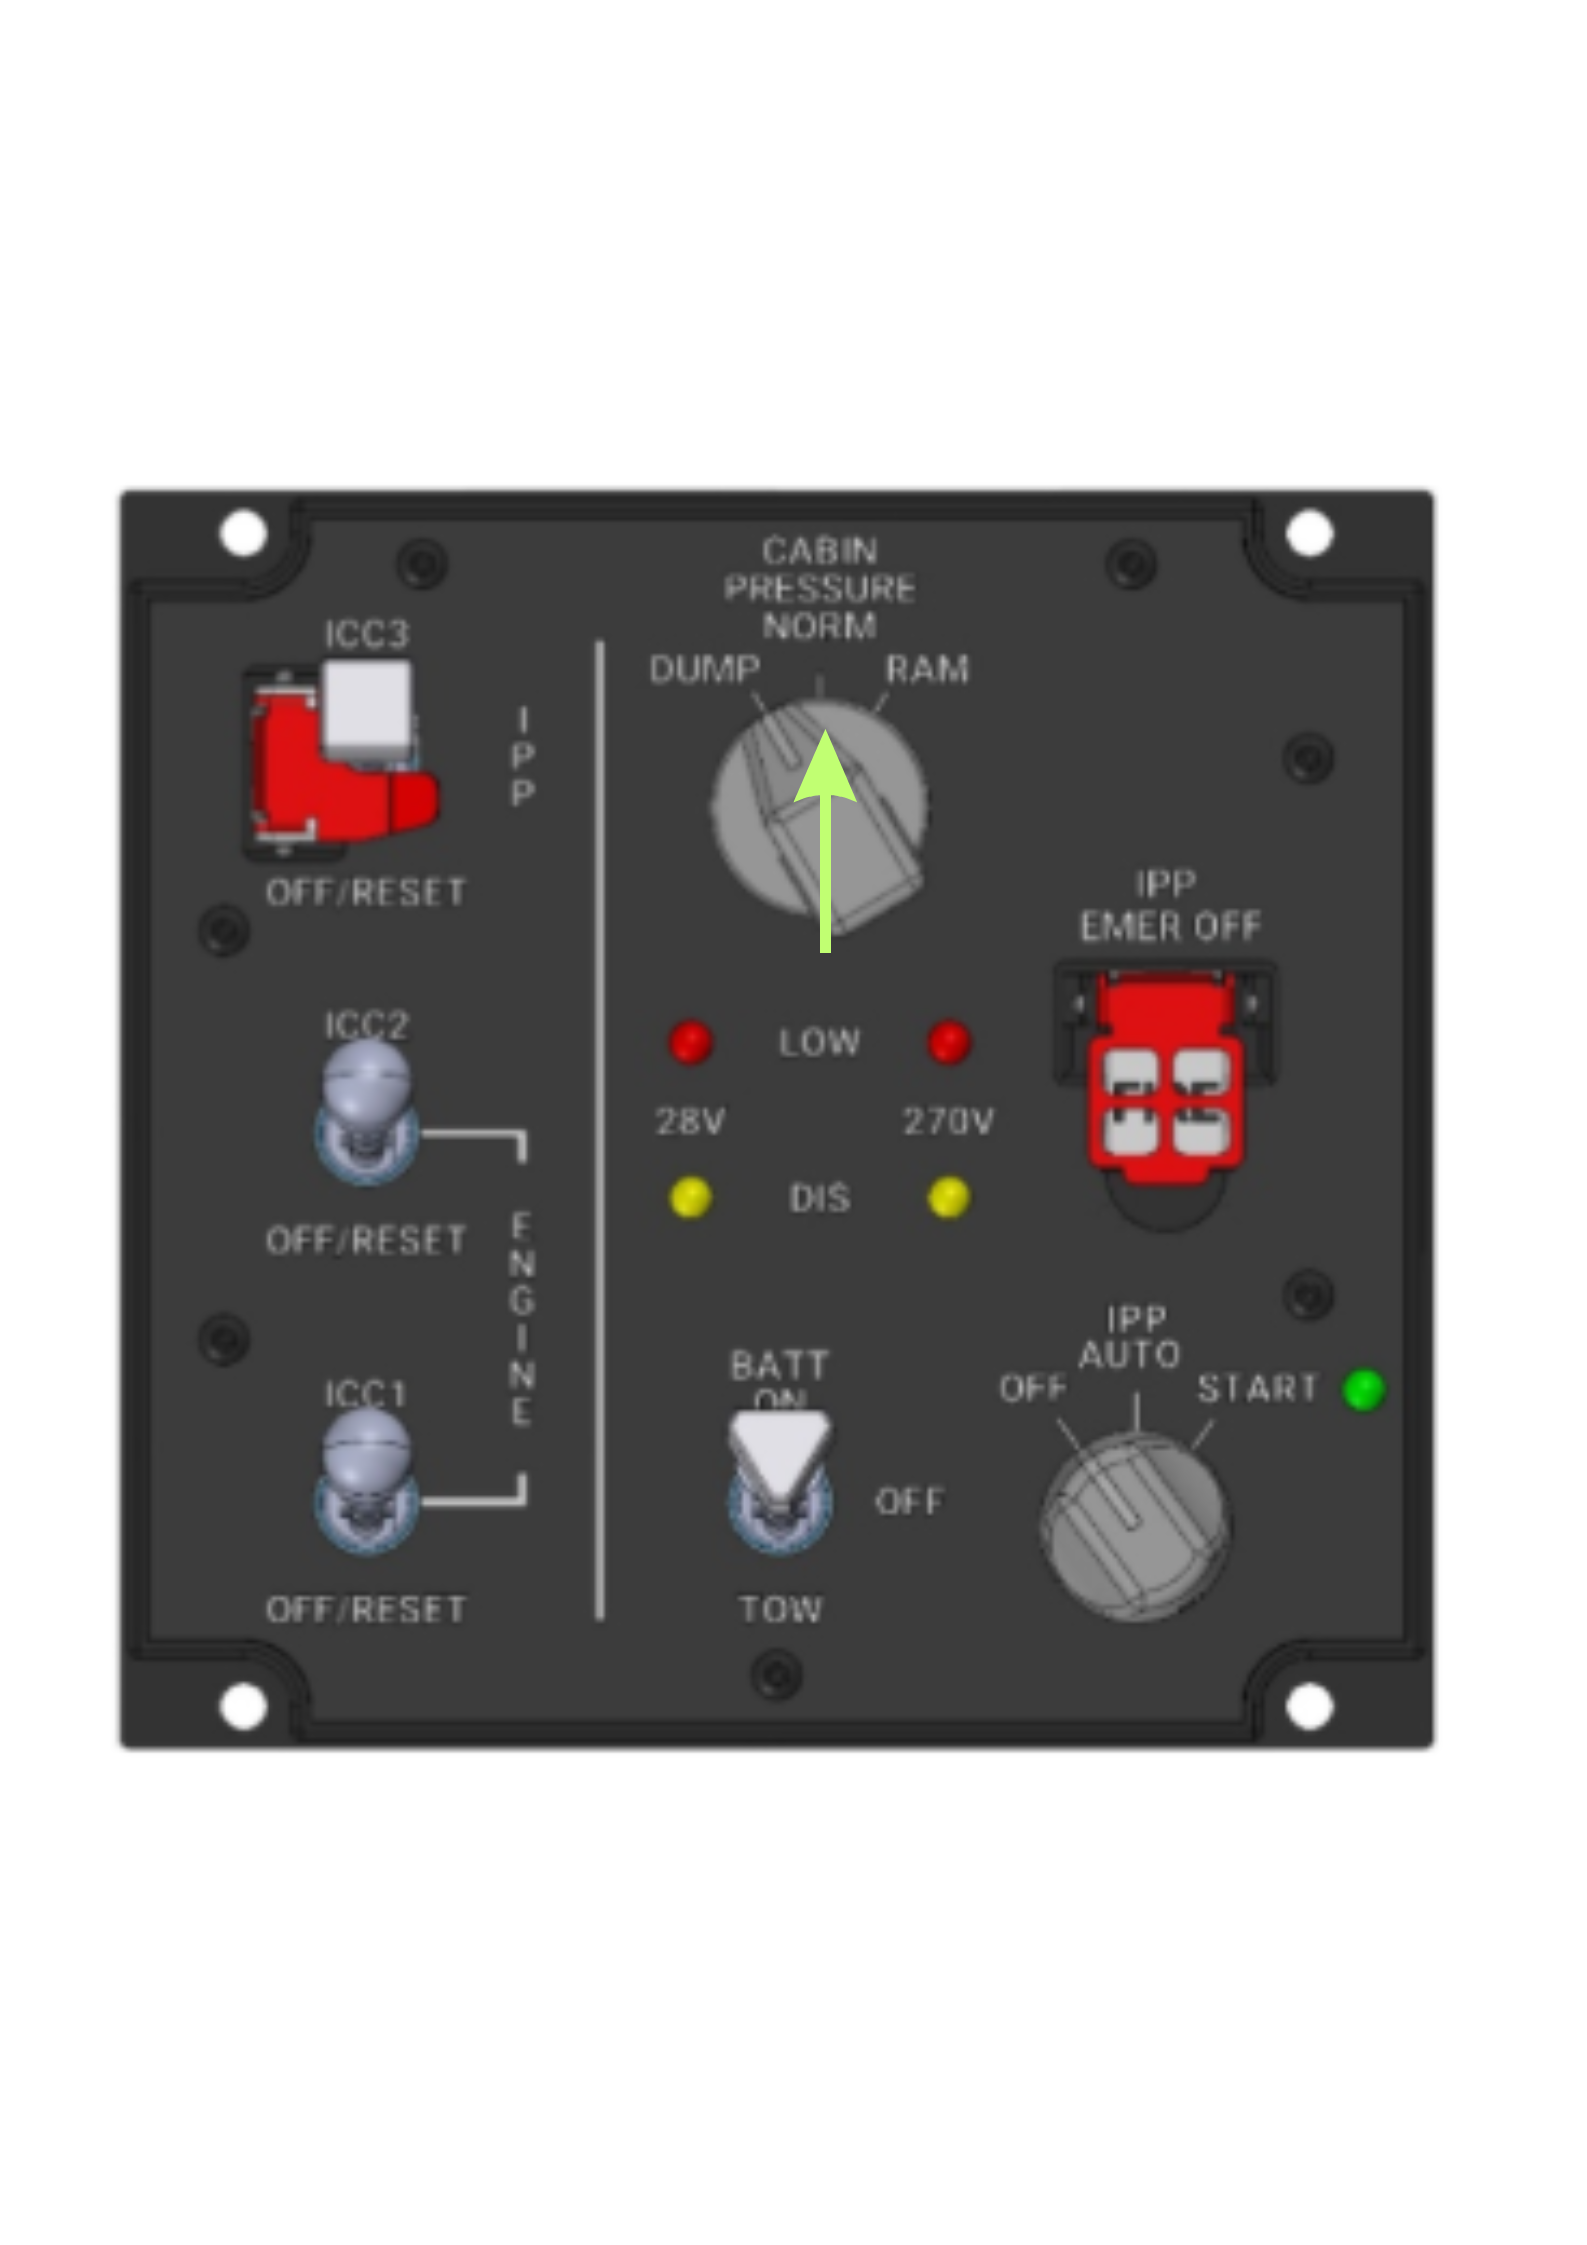 CABIN
PRESSURE
NORM
DUMP
RAM
ICC3
IPP
OFF/RESET
IPP
EMER OFF
ICC2
LOW
28V
270V
DIS
OFF/RESET
ENGINE
IPP
AUTO
OFF
START
BATT
ON
ICC1
OFF
OFF/RESET
TOW